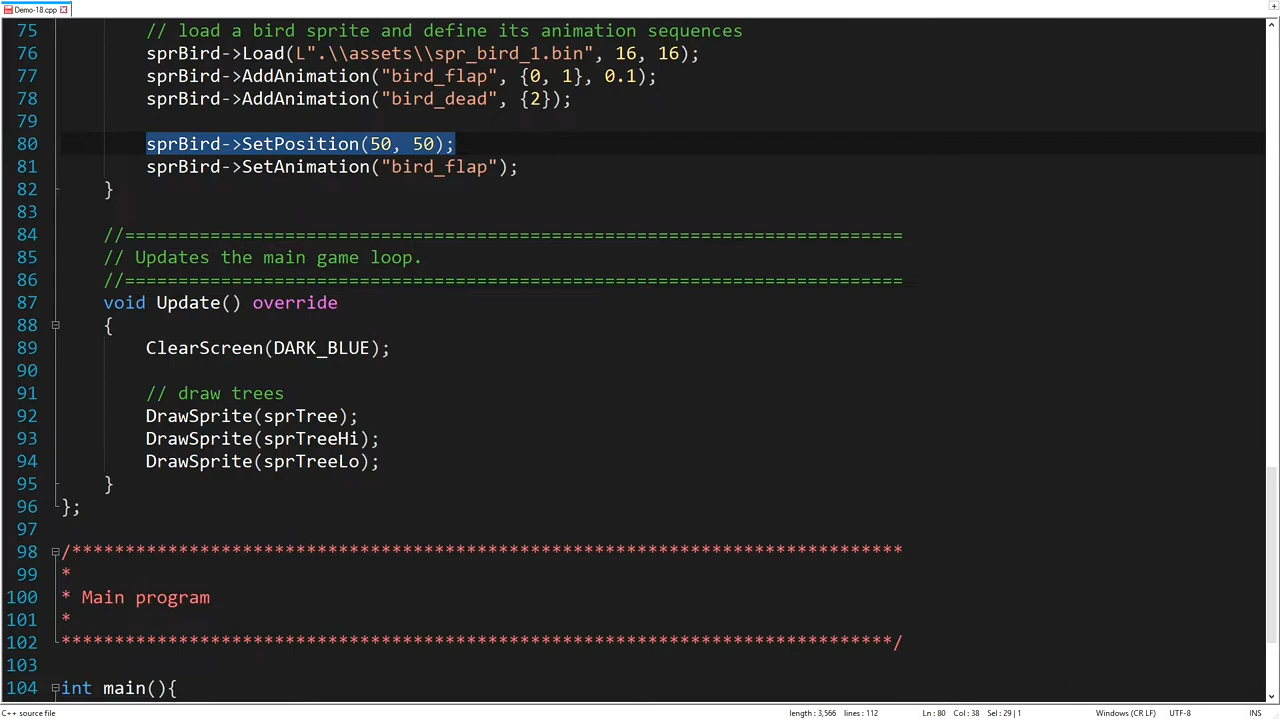 Demo-18.cpp
75 // load a bird sprite and define its animation sequences
76 sprBird->Load(L".\\assets\\spr_bird_1.bin", 16, 16);
77 sprBird->AddAnimation("bird_flap", {0, 1}, 0.1);
78 sprBird->AddAnimation("bird_dead", {2});
79
80 sprBird->SetPosition(50, 50);
81 sprBird->SetAnimation("bird_flap");
82 }
83
84 //=========================================================================
85 // Updates the main game loop.
86 //=========================================================================
87 void Update() override
88 {
89 ClearScreen(DARK_BLUE);
90
91 // draw trees
92 DrawSprite(sprTree);
93 DrawSprite(sprTreeHi);
94 DrawSprite(sprTreeLo);
95 }
96 };
97
98 /******************************************************************************
99 *
100 * Main program
101 *
102 ******************************************************************************/
103
104 int main(){
C++ source file length : 3,566 lines : 112 Ln : 80 Col : 38 Sel : 29 | 1 Windows (CR LF) UTF-8 INS